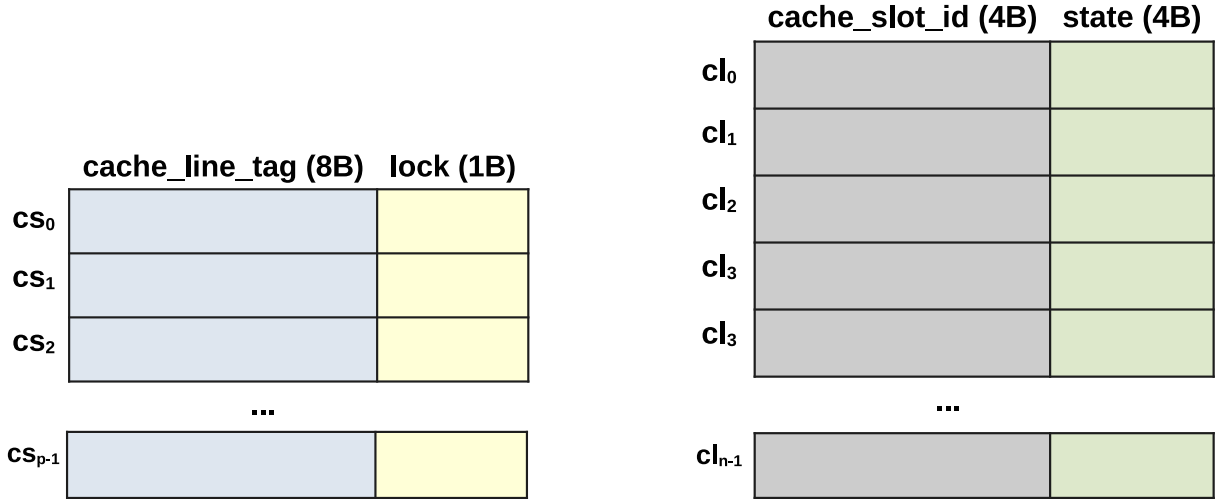 cache_line_tag (8B) lock (1B)
cs₀
cs₁
cs₂
...
csₚ₋₁
cache_slot_id (4B) state (4B)
cl₀
cl₁
cl₂
cl₃
cl₃
...
clₙ₋₁